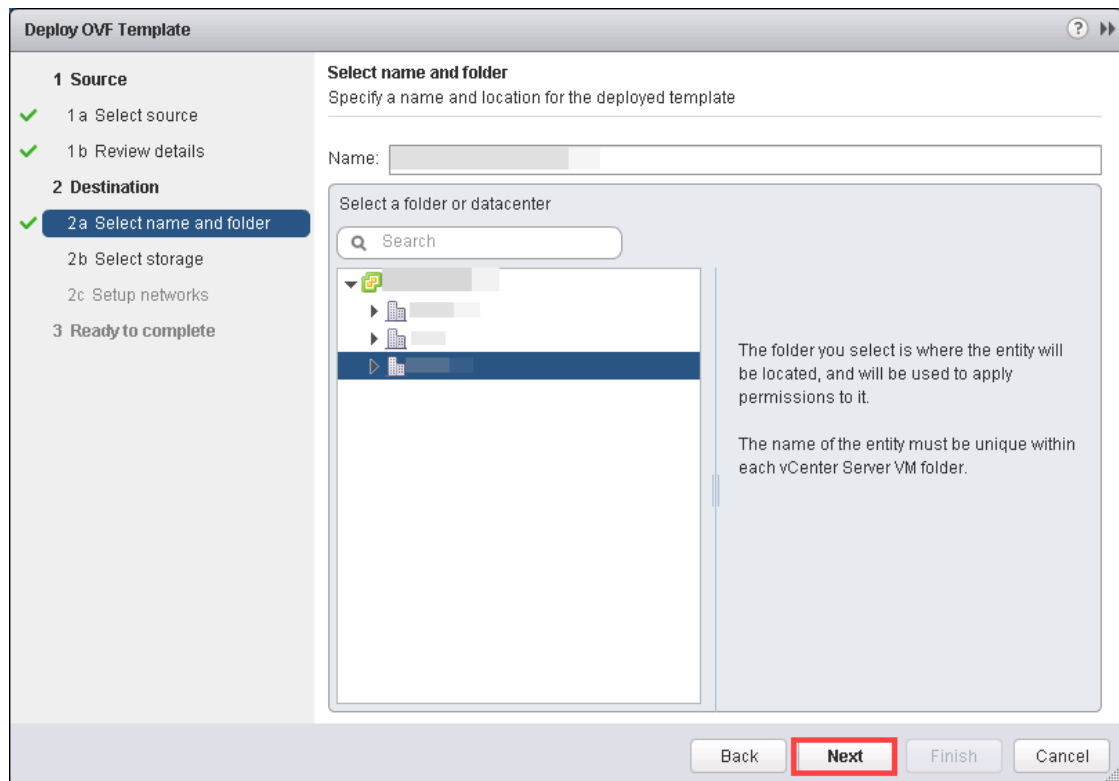 Deploy OVF Template
1 Source
1a Select source
1b Review details
2 Destination
2a Select name and folder
2b Select storage
2c Setup networks
3 Ready to complete
Select name and folder
Specify a name and location for the deployed template
Name:
Select a folder or datacenter
Search
The folder you select is where the entity will
be located, and will be used to apply
permissions to it.
The name of the entity must be unique within
each vCenter Server VM folder.
Back
Next
Finish
Cancel